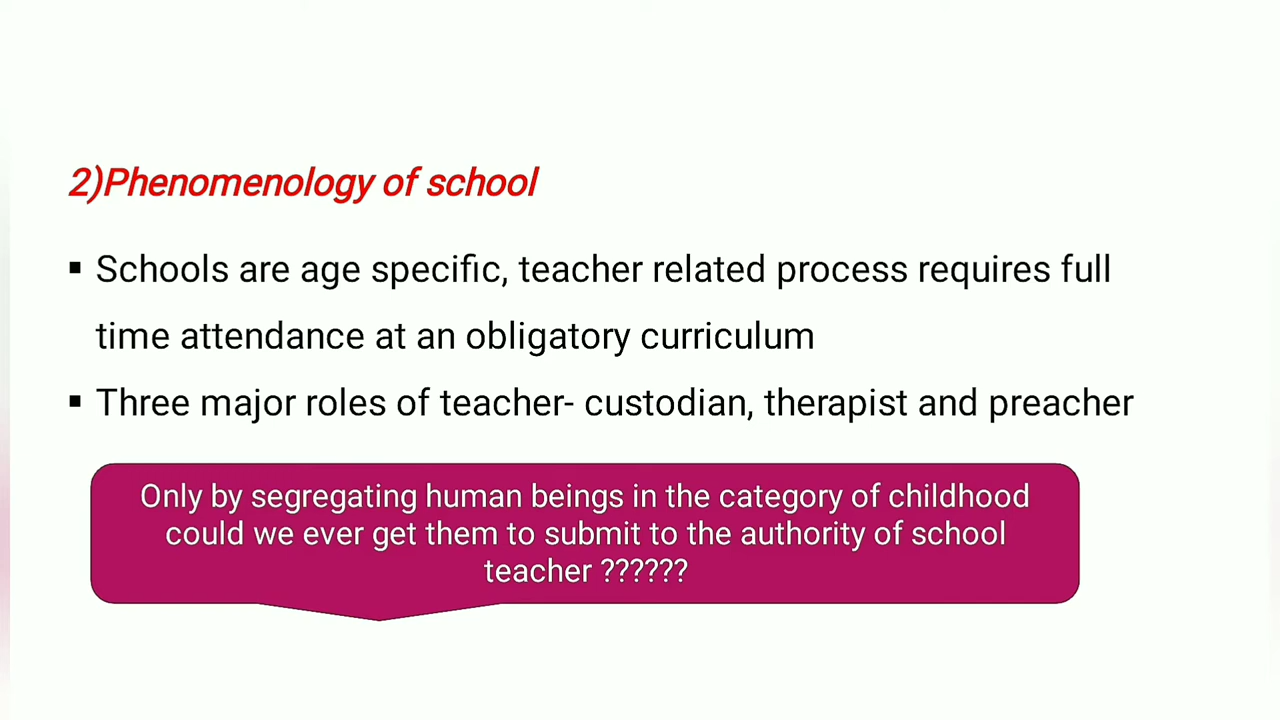 2)Phenomenology of school
▪ Schools are age specific, teacher related process requires full
time attendance at an obligatory curriculum
▪ Three major roles of teacher- custodian, therapist and preacher
Only by segregating human beings in the category of childhood
could we ever get them to submit to the authority of school
teacher ??????